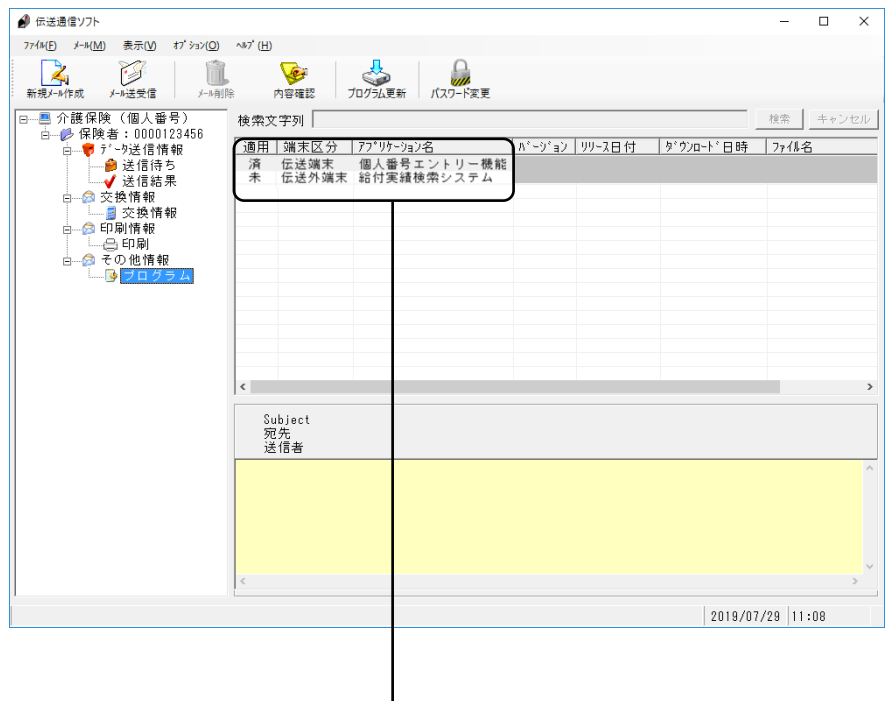 伝送通信ソフト
ﾌｧｲﾙ(F) ﾒｰﾙ(M) 表示(V) ｵﾌﾟｼｮﾝ(O) ﾍﾙﾌﾟ(H)
新規ﾒｰﾙ作成 ﾒｰﾙ送受信 ﾒｰﾙ削除 内容確認 ﾌﾟﾛｸﾞﾗﾑ更新 ﾊﾟｽﾜｰﾄﾞ変更
介護保険（個人番号）
保険者：0000123456
ﾃﾞｰﾀ送信情報
送信待ち
送信結果
交換情報
交換情報
印刷情報
印刷
その他情報
プログラム
検索文字列 検索 キャンセル
適用 端末区分 ｱﾌﾟﾘｹｰｼｮﾝ名 ﾊﾞｰｼﾞｮﾝ ﾘﾘｰｽ日付 ﾀﾞｳﾝﾛｰﾄﾞ日時 ﾌｧｲﾙ名
済 伝送端末 個人番号エントリー機能
未 伝送外端末 給付実績検索システム
Subject
宛先
送信者
2019/07/29 11:08